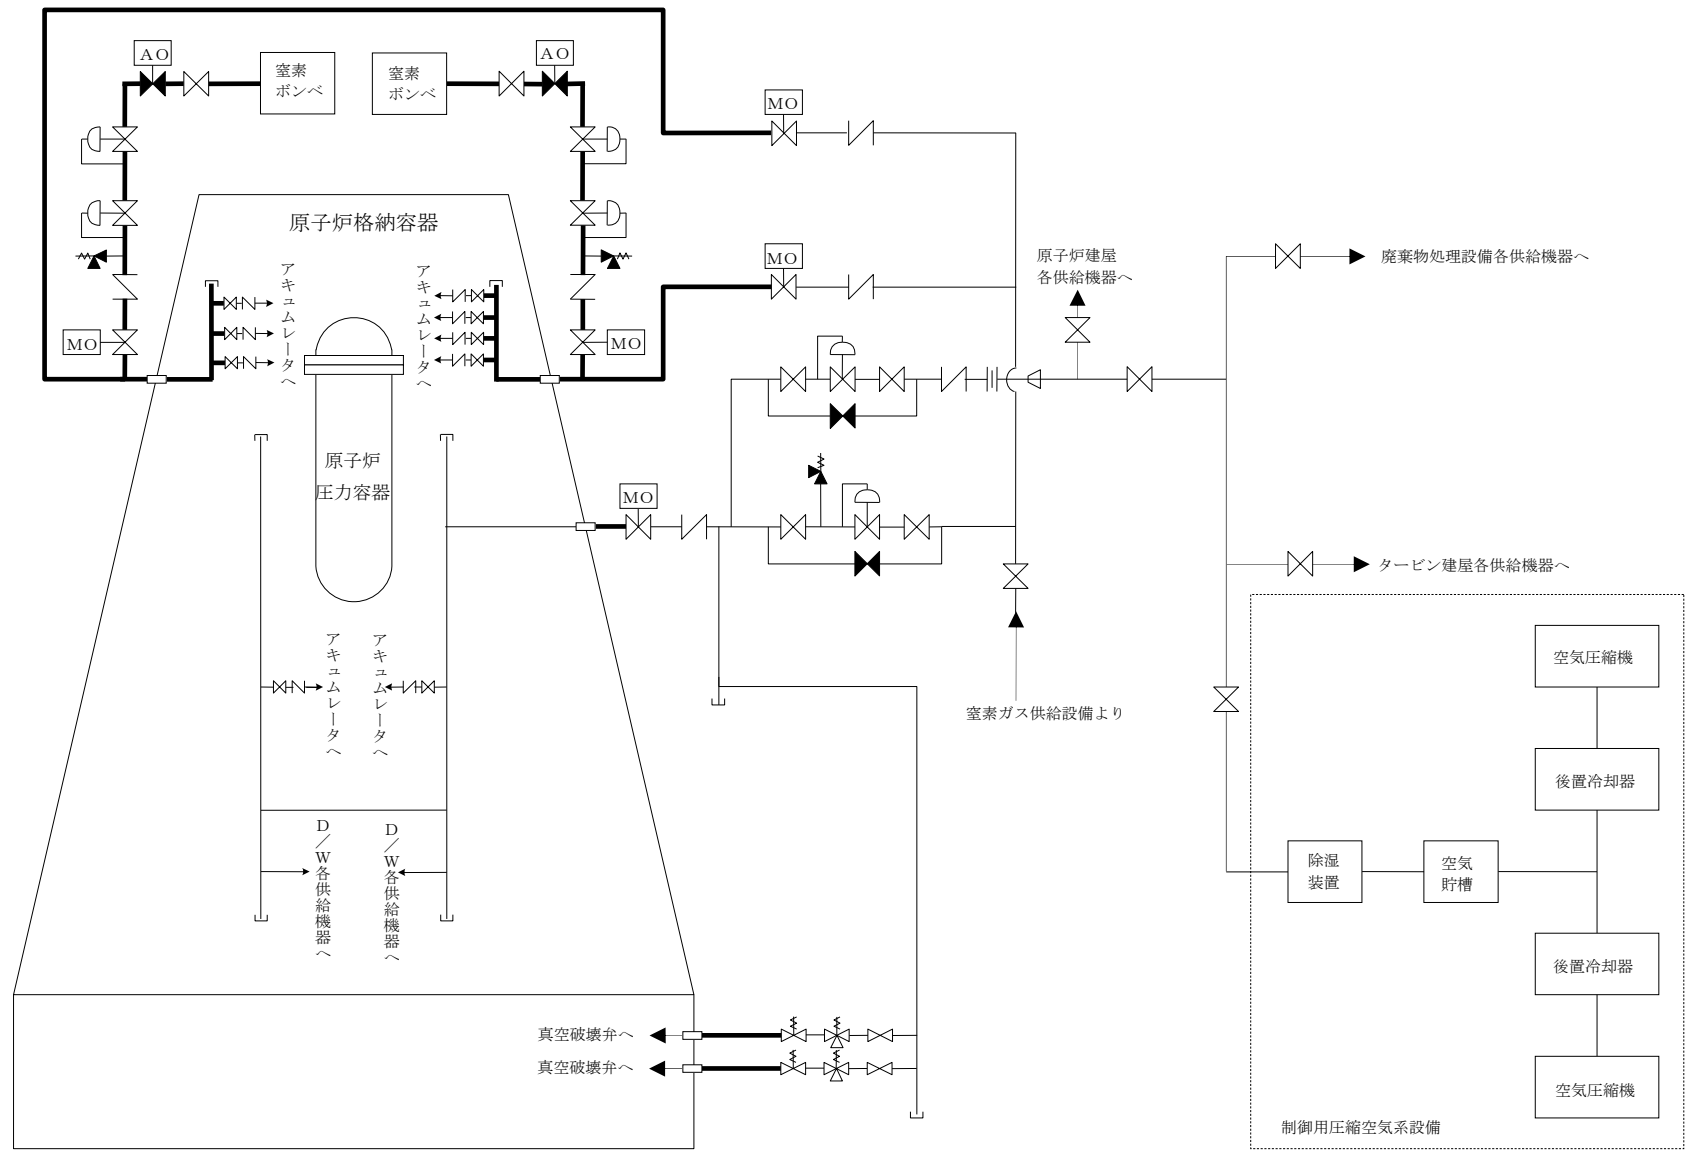 AO
窒素
ボンベ
窒素
ボンベ
AO
MO
原子炉格納容器
アキュムレータへ
アキュムレータへ
MO
原子炉建屋
各供給機器へ
廃棄物処理設備各供給機器へ
MO
MO
原子炉
圧力容器
MO
タービン建屋各供給機器へ
アキュムレータへ
アキュムレータへ
窒素ガス供給設備より
空気圧縮機
後置冷却器
D/W各供給機器へ
D/W各供給機器へ
除湿
装置
空気
貯槽
後置冷却器
真空破壊弁へ
真空破壊弁へ
空気圧縮機
制御用圧縮空気系設備